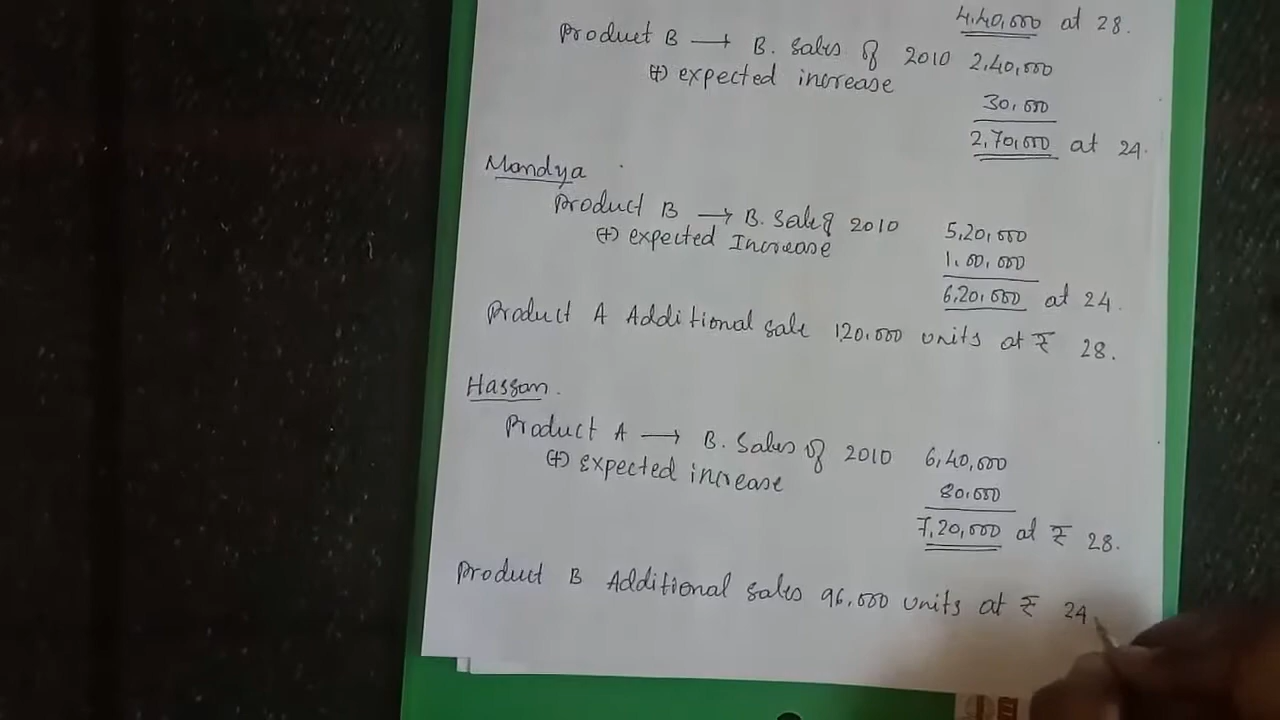 4,40,000 at 28.
Product B → B. Sales of 2010 2,40,000
(+) expected increase
30,000
2,70,000 at 24.
Mandya
Product B → B. Sale of 2010 5,20,000
(+) expected Increase 1,00,000
6,20,000 at 24.
Product A Additional sale 1,20,000 units at ₹ 28.
Hassan.
Product A → B. Sales of 2010 6,40,000
(+) expected increase 80,000
7,20,000 at ₹ 28.
Product B Additional Sales 96,000 units at ₹ 24